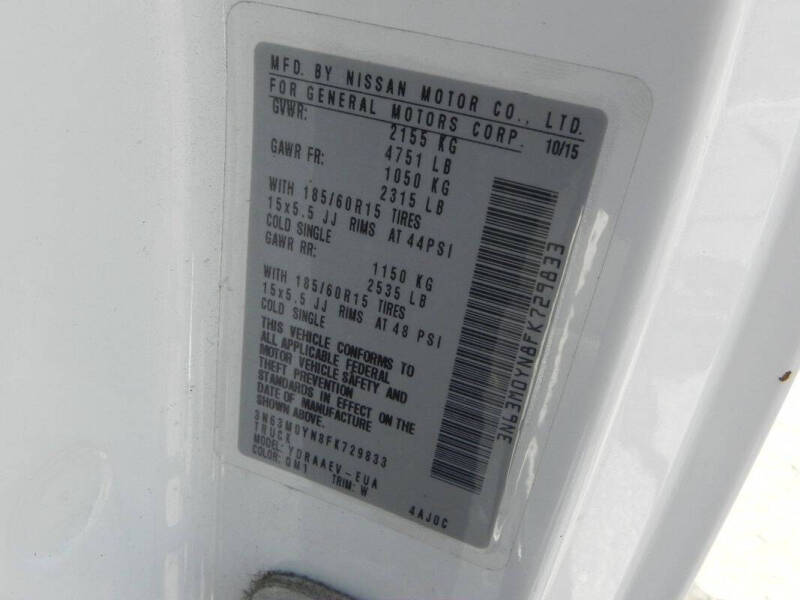 MFD. BY NISSAN MOTOR CO., LTD.
FOR GENERAL MOTORS CORP. 10/15
GVWR: 2155 KG
4751 LB
GAWR FR: 1050 KG
2315 LB
WITH 185/60R15 TIRES
15x5.5 JJ RIMS AT 44PSI
COLD SINGLE
GAWR RR: 1150 KG
2535 LB
WITH 185/60R15 TIRES
15x5.5 JJ RIMS AT 48 PSI
COLD SINGLE
THIS VEHICLE CONFORMS TO
ALL APPLICABLE FEDERAL
MOTOR VEHICLE SAFETY AND
THEFT PREVENTION
STANDARDS IN EFFECT ON THE
DATE OF MANUFACTURE
SHOWN ABOVE.
3N63M0YN8FK729833
TRUCK
MODEL: YDRAAEV-EUA
COLOR: QM1 TRIM: W
4AJ0C
3N63M0YN8FK729833